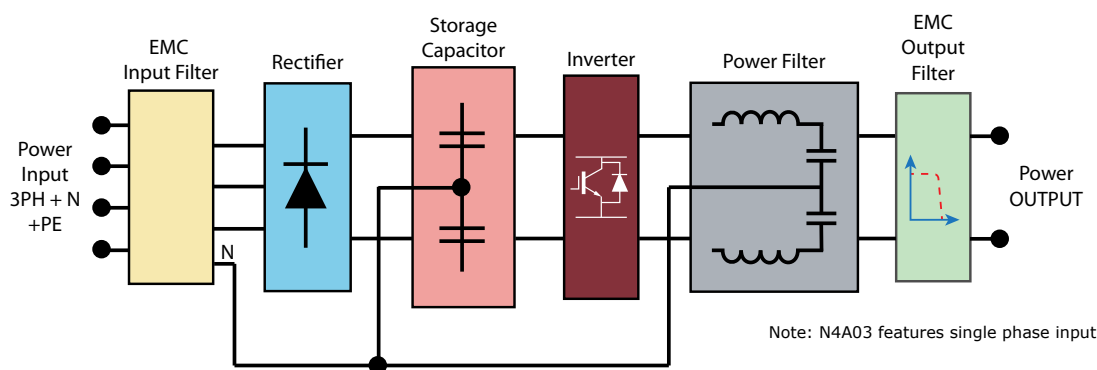 EMC
Input Filter
Rectifier
Storage
Capacitor
Inverter
Power Filter
EMC
Output
Filter
Power
Input
3PH + N
+PE
N
Power
OUTPUT
Note: N4A03 features single phase input